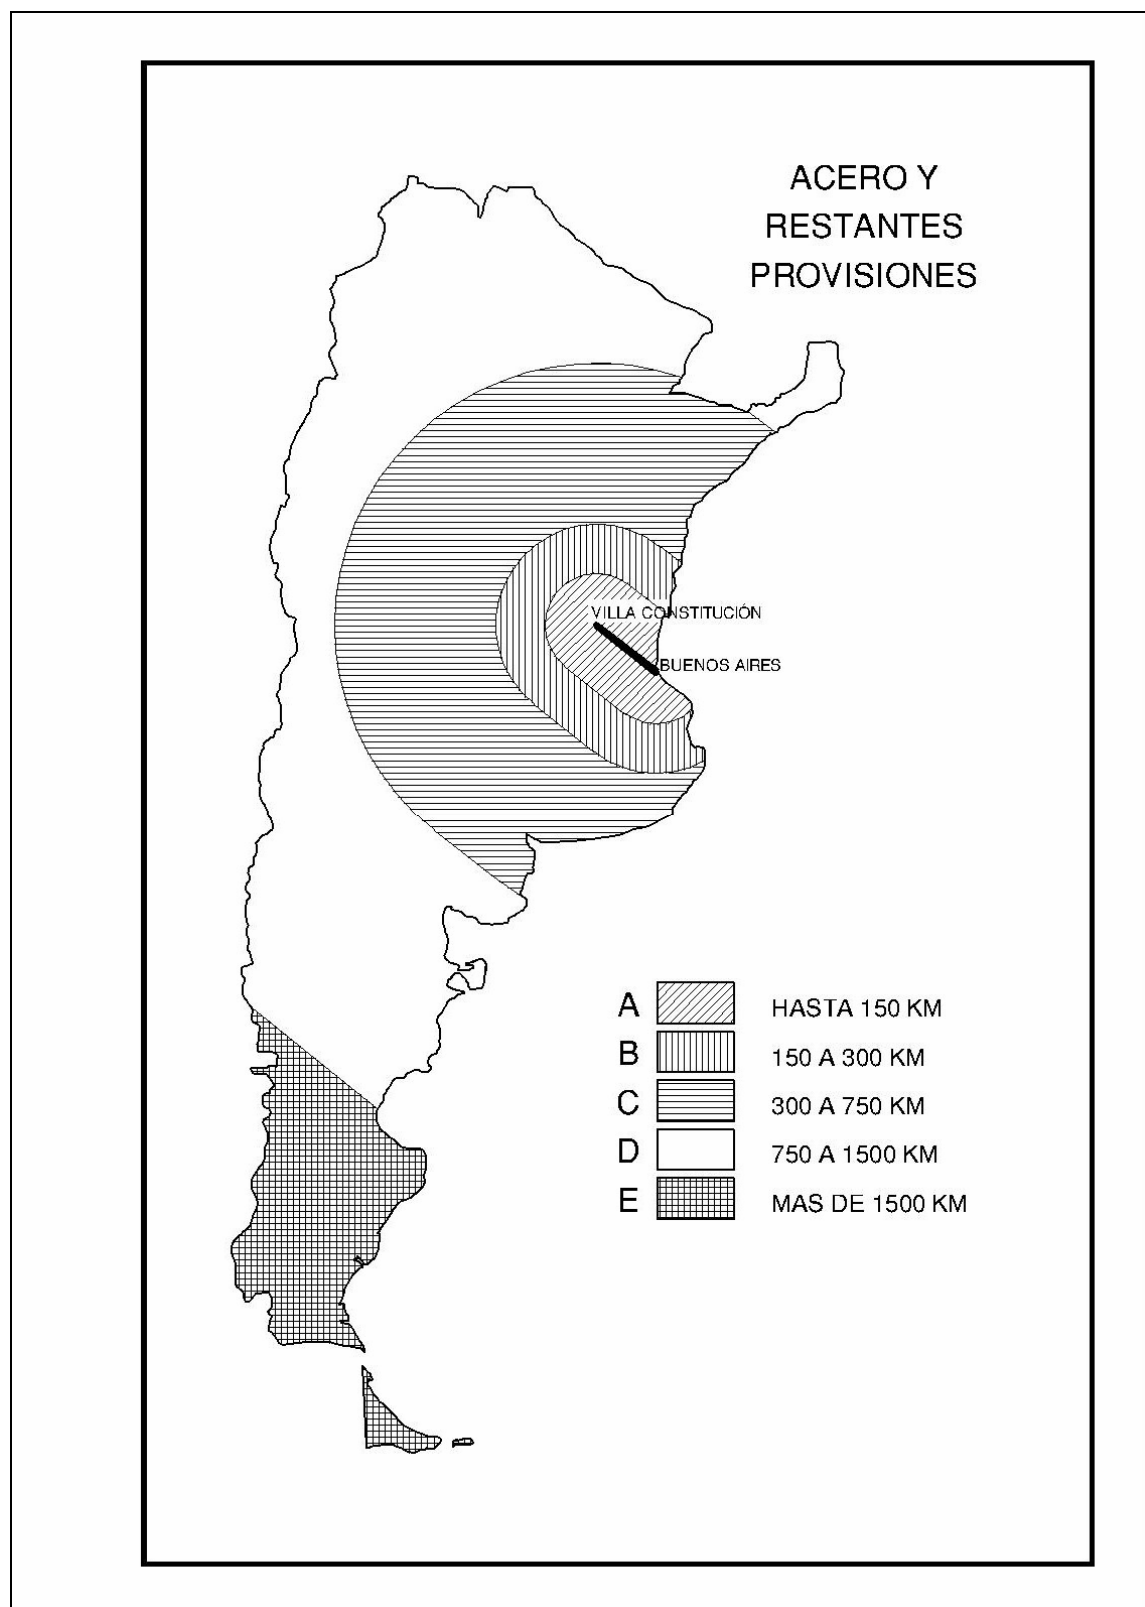 ACERO Y
RESTANTES
PROVISIONES
VILLA CONSTITUCIÓN
BUENOS AIRES
A HASTA 150 KM
B 150 A 300 KM
C 300 A 750 KM
D 750 A 1500 KM
E MAS DE 1500 KM